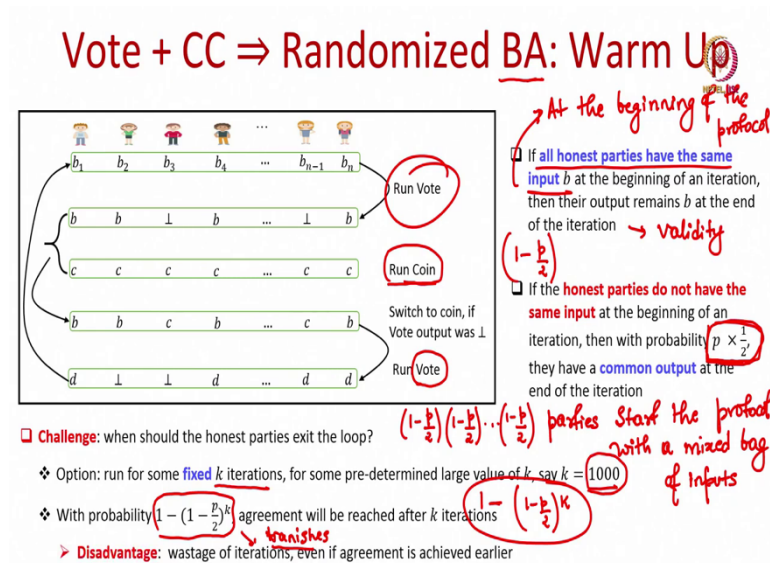 Vote + CC ⇒ Randomized BA: Warm Up
At the beginning of the
protocol
b₁ b₂ b₃ b₄ ... bₙ₋₁ bₙ
Run Vote
b b ⊥ b ... ⊥ b
c c c c ... c c
Run Coin
Switch to coin, if
Vote output was ⊥
b b c b ... c b
Run Vote
d ⊥ ⊥ d ... d d
If all honest parties have the same
input b at the beginning of an iteration,
then their output remains b at the end
of the iteration → validity
(1 - p/2)
If the honest parties do not have the
same input at the beginning of an
iteration, then with probability p × 1/2,
they have a common output at the
end of the iteration
(1-p/2)(1-p/2)...(1-p/2) parties start the protocol
with a mixed bag
of inputs
Challenge: when should the honest parties exit the loop?
Option: run for some fixed k iterations, for some pre-determined large value of k, say k = 1000
With probability 1 − (1 − p/2)^k, agreement will be reached after k iterations
1 - (1-p/2)^k
Disadvantage: wastage of iterations, even if agreement is achieved earlier